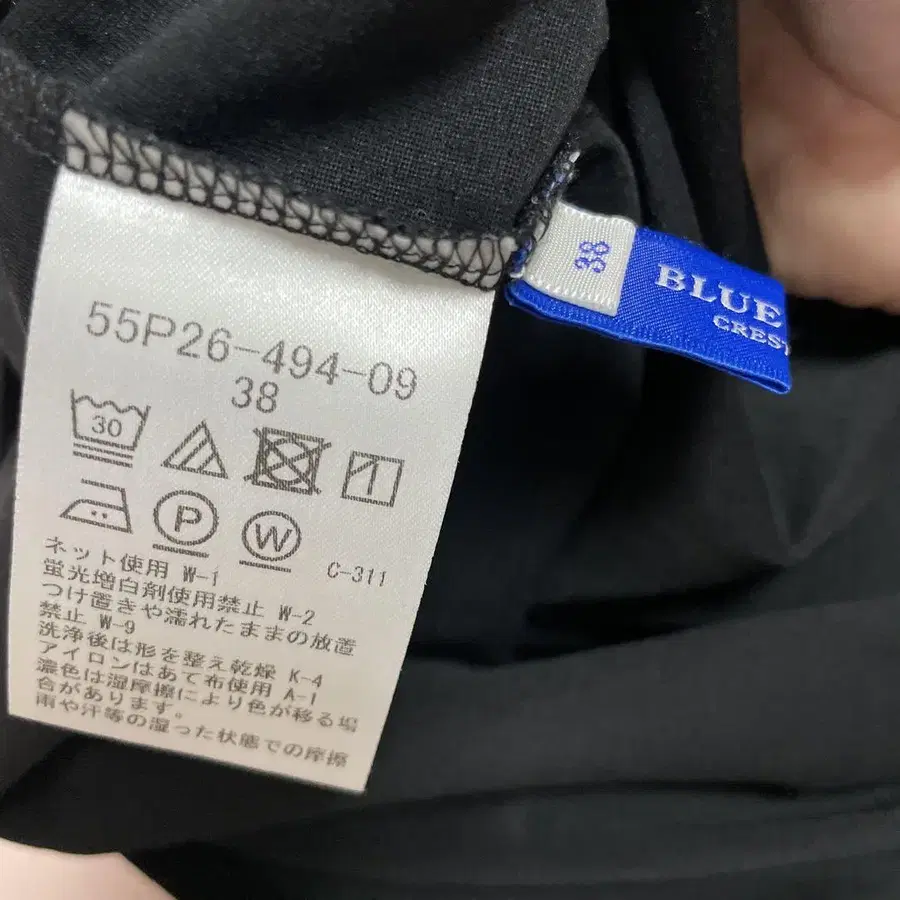 55P26-494-09
38
30
1
P
W
ネット使用 W-1
C-311
蛍光増白剤使用禁止 W-2
つけ置きや濡れたままの放置
禁止 W-9
洗浄後は形を整え乾燥 K-4
アイロンはあて布使用 A-1
濃色は湿摩擦により色が移る場
合があります。
雨や汗等の湿った状態での摩擦
38
BLUE
CREST